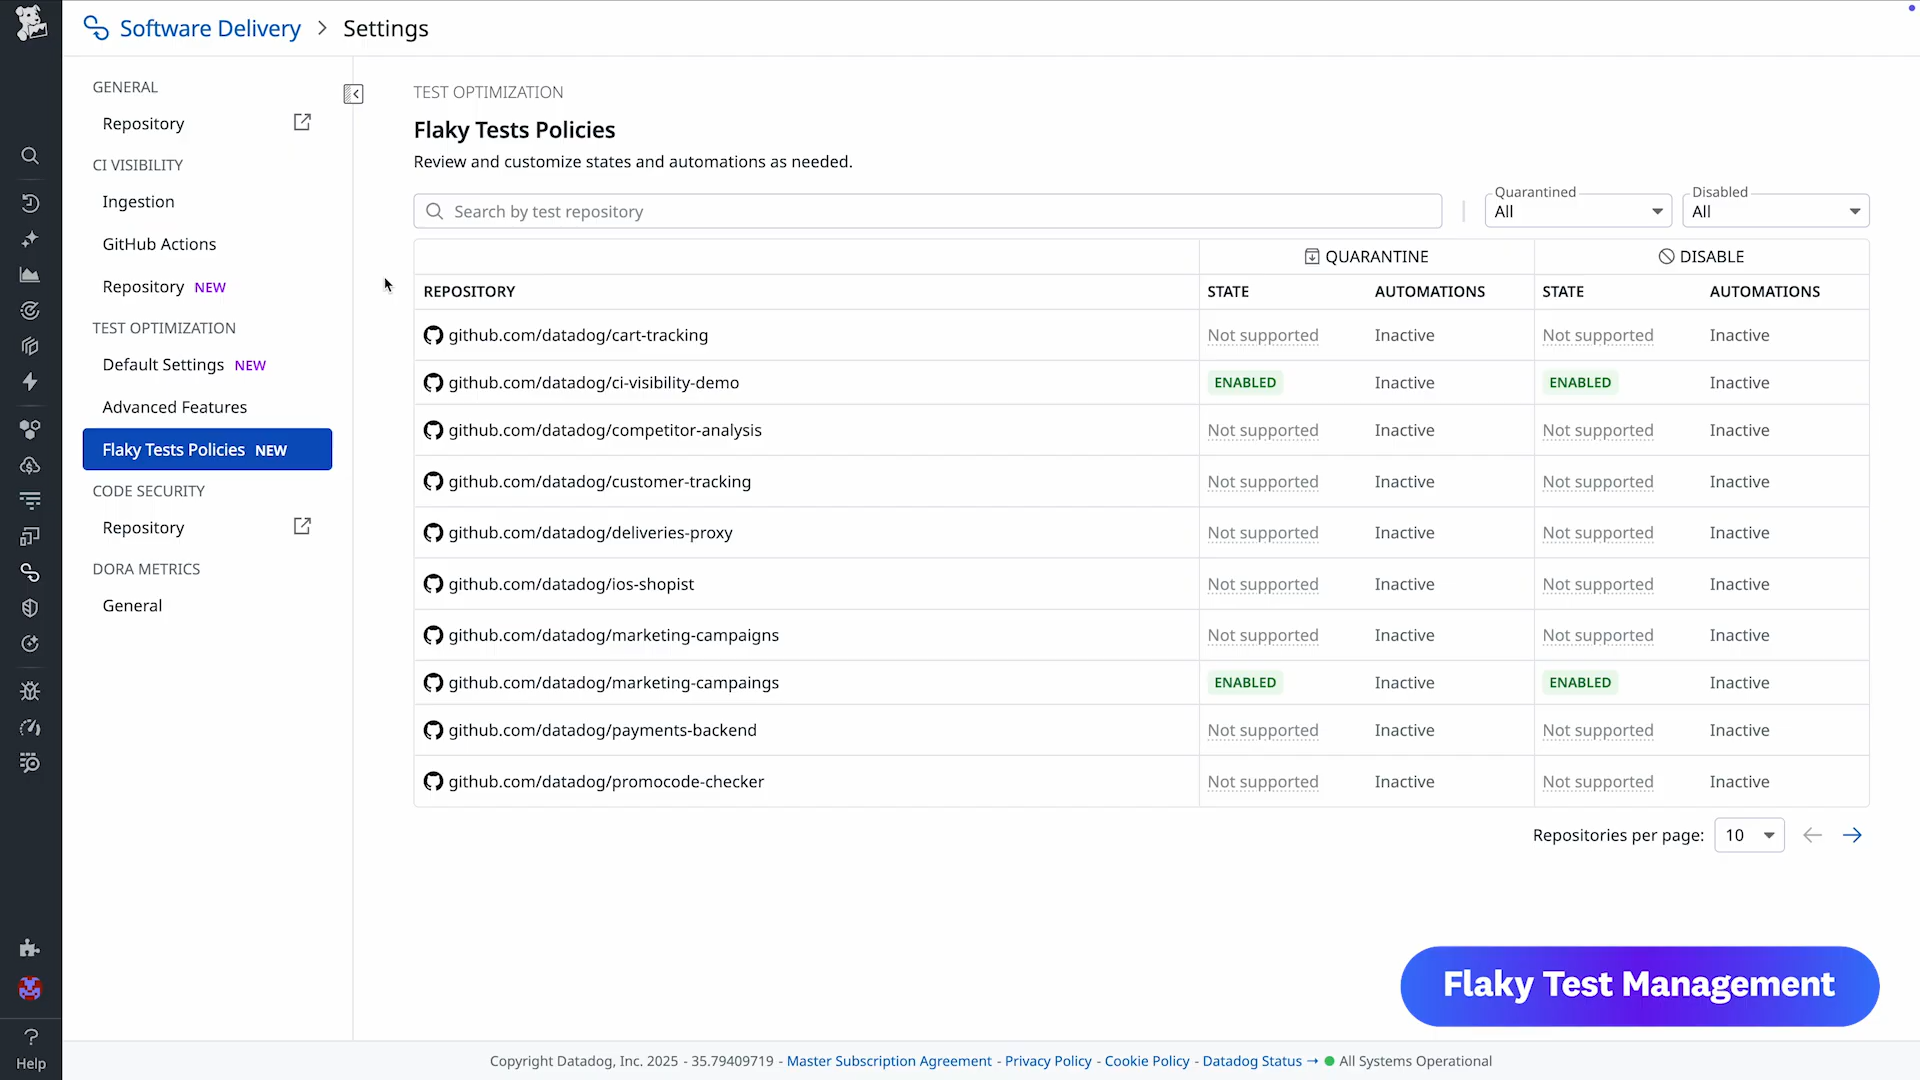 Software Delivery > Settings
GENERAL
Repository
CI VISIBILITY
Ingestion
GitHub Actions
Repository NEW
TEST OPTIMIZATION
Default Settings NEW
Advanced Features
Flaky Tests Policies NEW
CODE SECURITY
Repository
DORA METRICS
General
Help
TEST OPTIMIZATION
Flaky Tests Policies
Review and customize states and automations as needed.
Search by test repository
Quarantined
All
Disabled
All
QUARANTINE DISABLE
REPOSITORY STATE AUTOMATIONS STATE AUTOMATIONS
github.com/datadog/cart-tracking Not supported Inactive Not supported Inactive
github.com/datadog/ci-visibility-demo ENABLED Inactive ENABLED Inactive
github.com/datadog/competitor-analysis Not supported Inactive Not supported Inactive
github.com/datadog/customer-tracking Not supported Inactive Not supported Inactive
github.com/datadog/deliveries-proxy Not supported Inactive Not supported Inactive
github.com/datadog/ios-shopist Not supported Inactive Not supported Inactive
github.com/datadog/marketing-campaigns Not supported Inactive Not supported Inactive
github.com/datadog/marketing-campaings ENABLED Inactive ENABLED Inactive
github.com/datadog/payments-backend Not supported Inactive Not supported Inactive
github.com/datadog/promocode-checker Not supported Inactive Not supported Inactive
Repositories per page: 10
Flaky Test Management
Copyright Datadog, Inc. 2025 - 35.79409719 - Master Subscription Agreement - Privacy Policy - Cookie Policy - Datadog Status → All Systems Operational